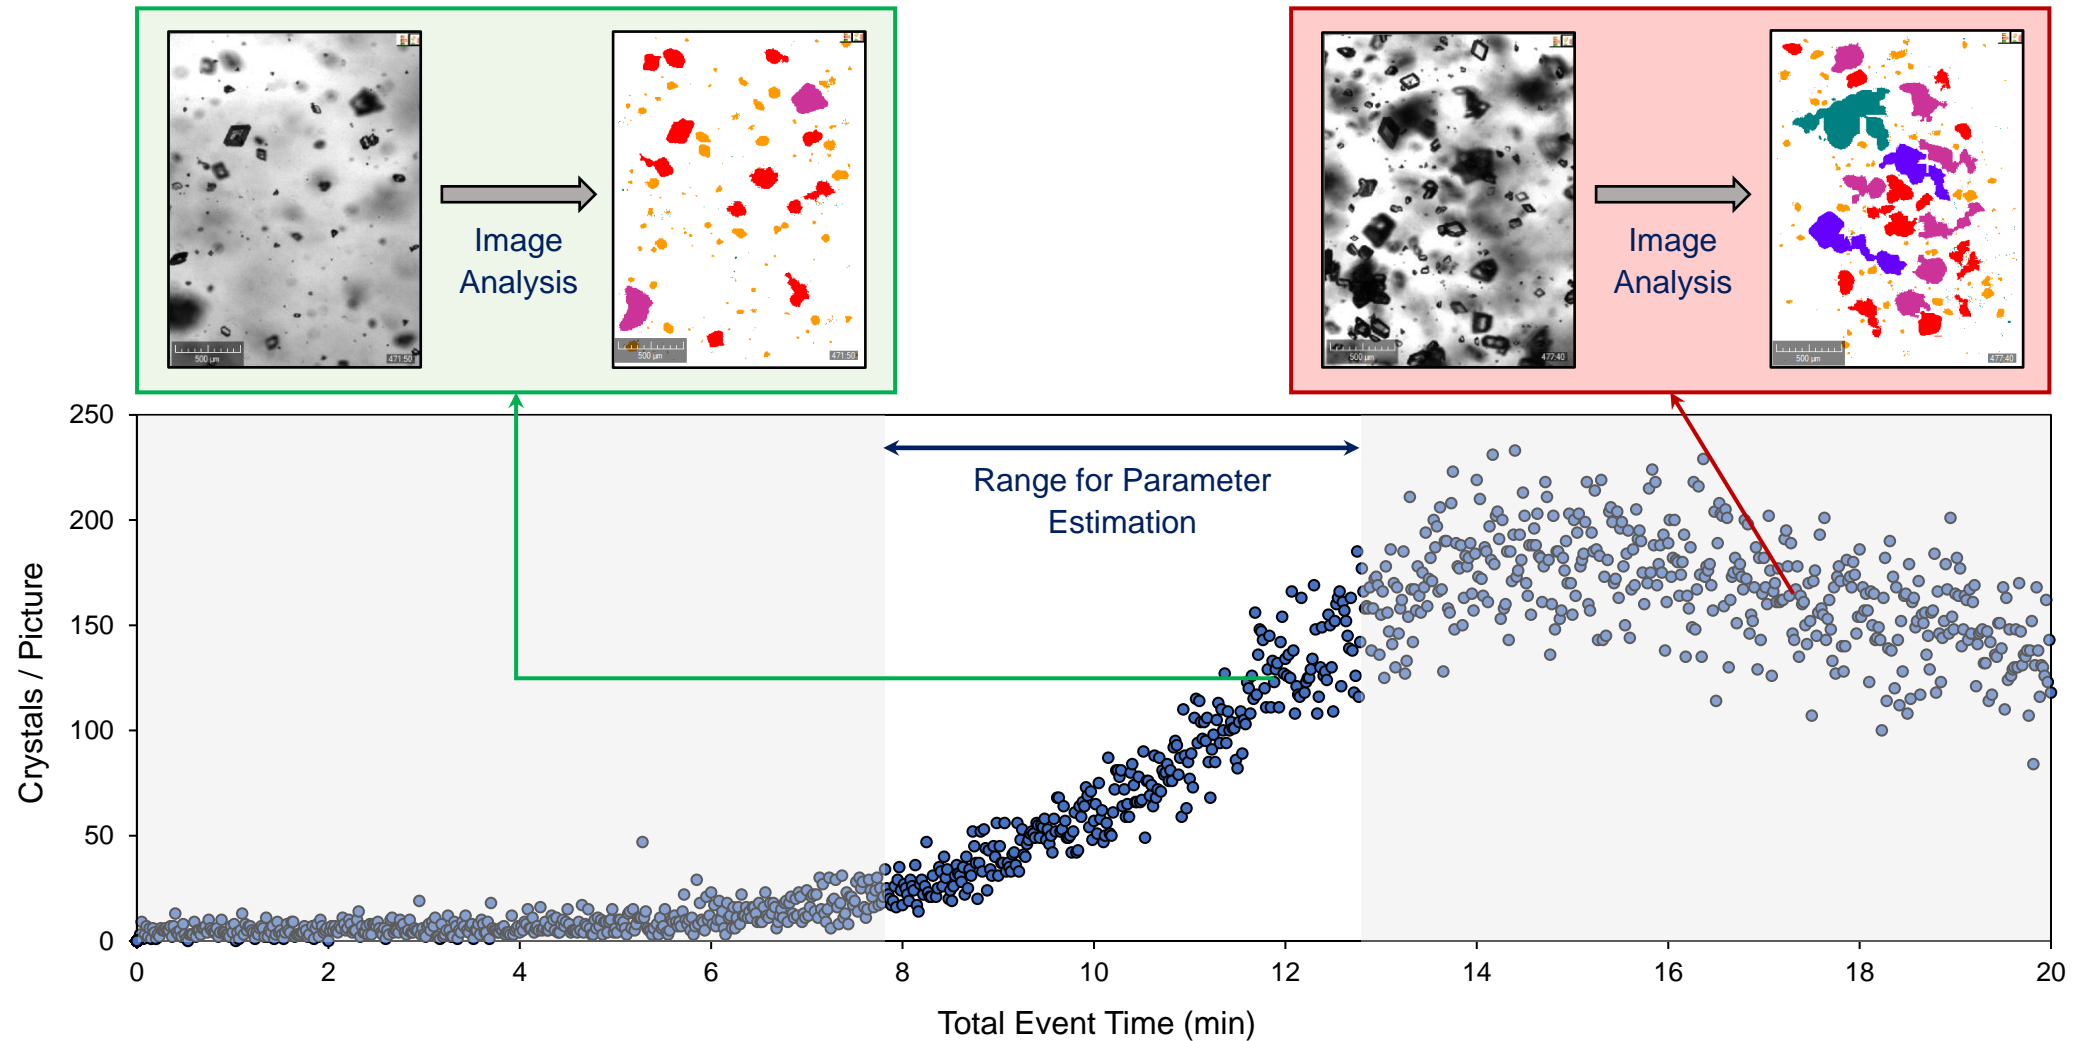 Image
Analysis
500 µm
471:50
500 µm
471:50
Image
Analysis
500 µm
477:40
500 µm
477:40
Range for Parameter
Estimation
Crystals / Picture
250
200
150
100
50
0
0 2 4 6 8 10 12 14 16 18 20
Total Event Time (min)